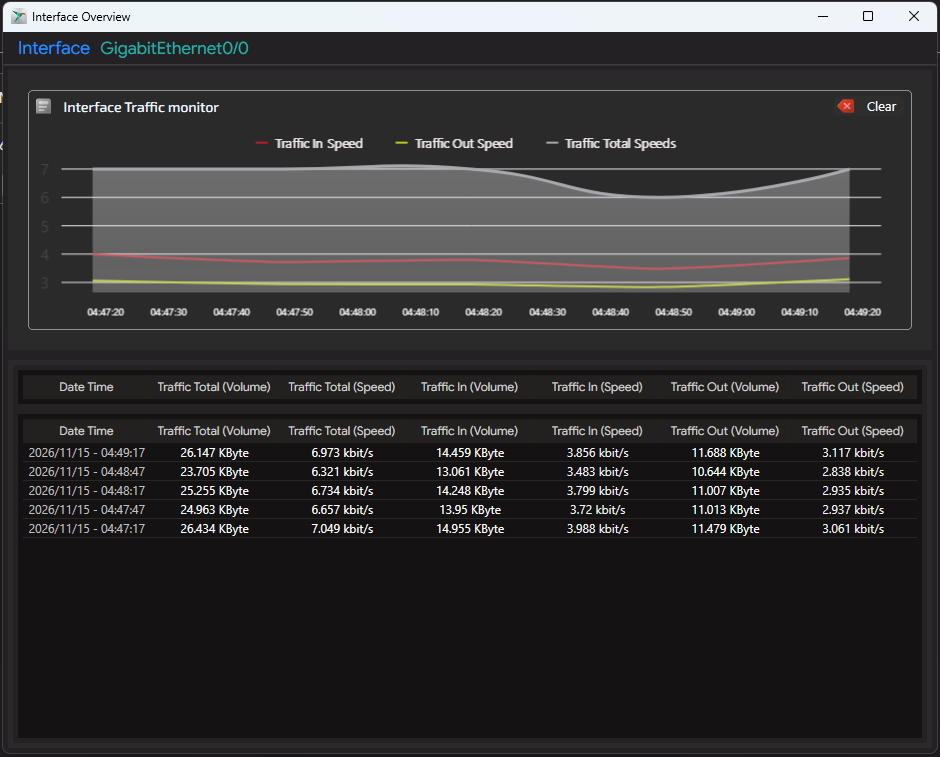 Interface Overview
Interface GigabitEthernet0/0
Interface Traffic monitor
Clear
Traffic In Speed Traffic Out Speed Traffic Total Speeds
7
6
5
4
3
04:47:20 04:47:30 04:47:40 04:47:50 04:48:00 04:48:10 04:48:20 04:48:30 04:48:40 04:48:50 04:49:00 04:49:10 04:49:20
Date Time Traffic Total (Volume) Traffic Total (Speed) Traffic In (Volume) Traffic In (Speed) Traffic Out (Volume) Traffic Out (Speed)
Date Time Traffic Total (Volume) Traffic Total (Speed) Traffic In (Volume) Traffic In (Speed) Traffic Out (Volume) Traffic Out (Speed)
2026/11/15 - 04:49:17 26.147 KByte 6.973 kbit/s 14.459 KByte 3.856 kbit/s 11.688 KByte 3.117 kbit/s
2026/11/15 - 04:48:47 23.705 KByte 6.321 kbit/s 13.061 KByte 3.483 kbit/s 10.644 KByte 2.838 kbit/s
2026/11/15 - 04:48:17 25.255 KByte 6.734 kbit/s 14.248 KByte 3.799 kbit/s 11.007 KByte 2.935 kbit/s
2026/11/15 - 04:47:47 24.963 KByte 6.657 kbit/s 13.95 KByte 3.72 kbit/s 11.013 KByte 2.937 kbit/s
2026/11/15 - 04:47:17 26.434 KByte 7.049 kbit/s 14.955 KByte 3.988 kbit/s 11.479 KByte 3.061 kbit/s